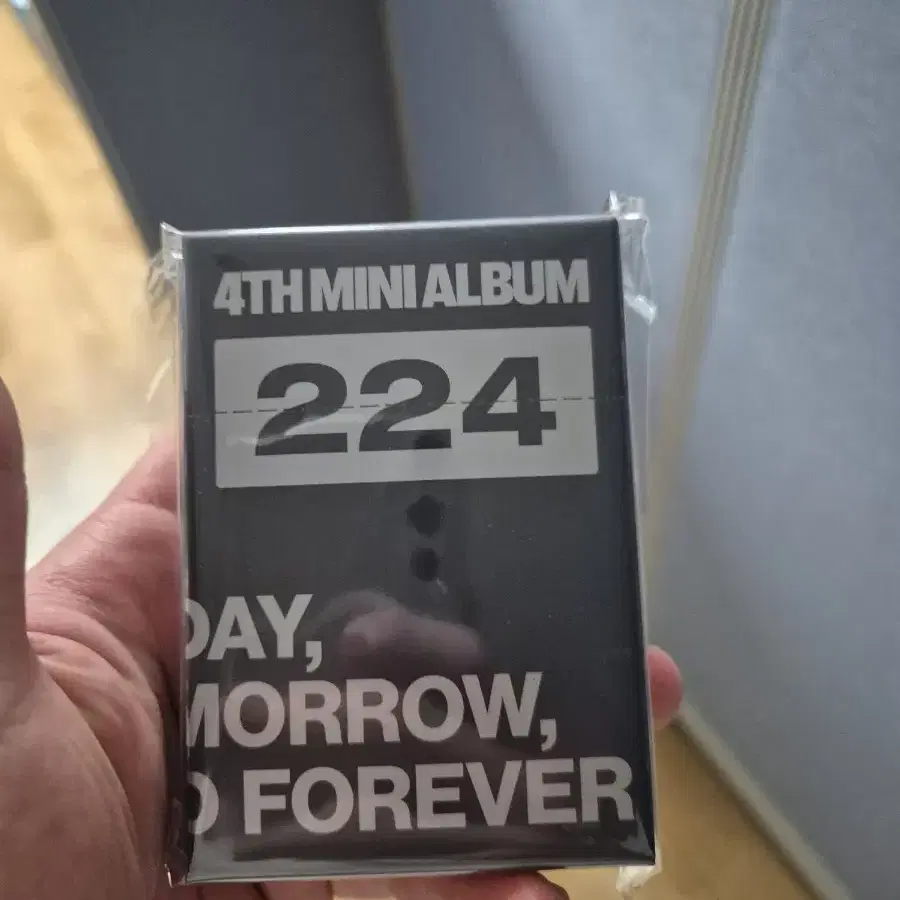 4TH MINI ALBUM
224
DAY,
MORROW,
D FOREVER